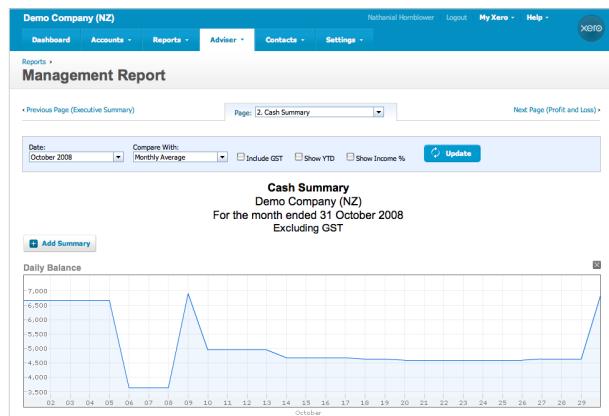 Demo Company (NZ)
Nathanial Hornblower Logout My Xero Help
xero
Dashboard Accounts Reports Adviser Contacts Settings
Reports ›
Management Report
‹ Previous Page (Executive Summary)
Page: 2. Cash Summary
Next Page (Profit and Loss) ›
Date: Compare With:
October 2008 Monthly Average Include GST Show YTD Show Income % Update
Cash Summary
Demo Company (NZ)
For the month ended 31 October 2008
Excluding GST
Add Summary
Daily Balance
7,000
6,500
6,000
5,500
5,000
4,500
4,000
3,500
02 03 04 05 06 07 08 09 10 11 12 13 14 15 16 17 18 19 20 21 22 23 24 25 26 27 28 29
October